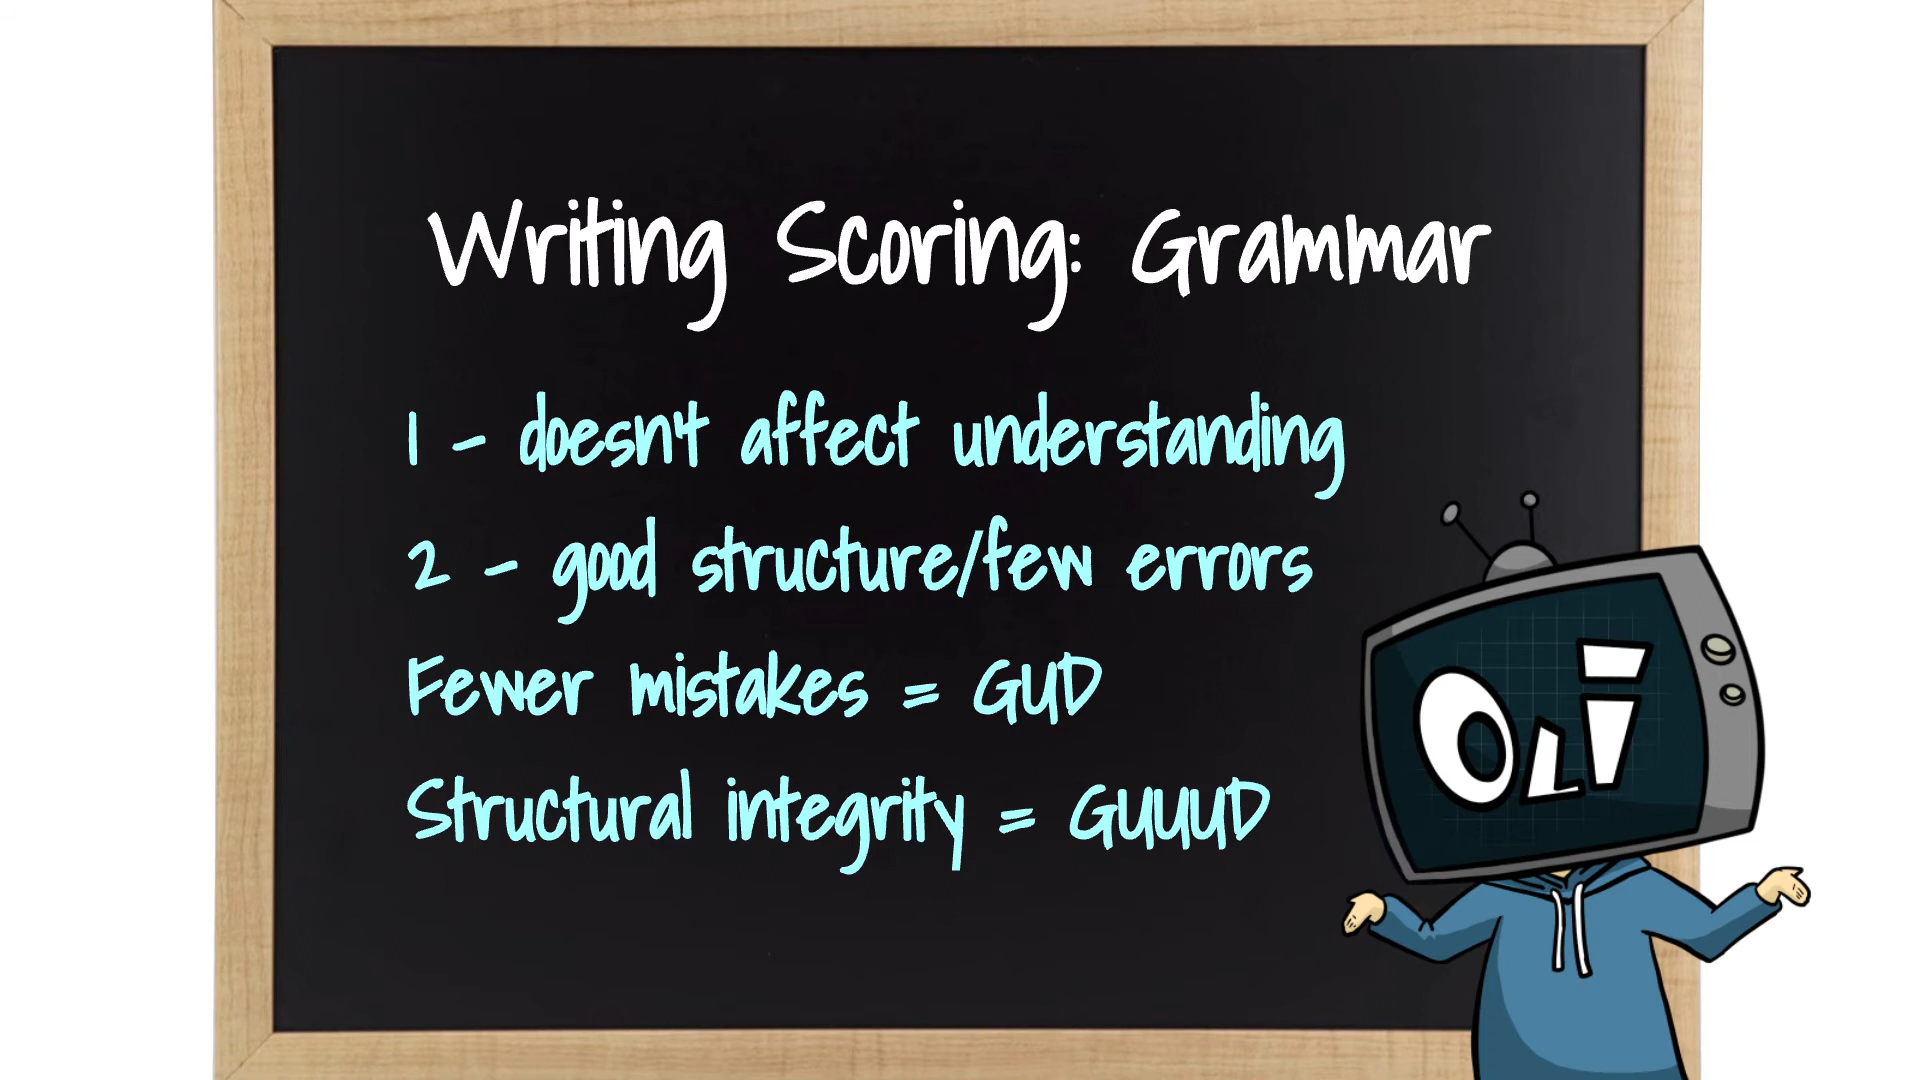 Writing Scoring: Grammar
1 - doesn't affect understanding
2 - good structure/few errors
Fewer mistakes = GUD
Structural integrity = GUUUD
OLI